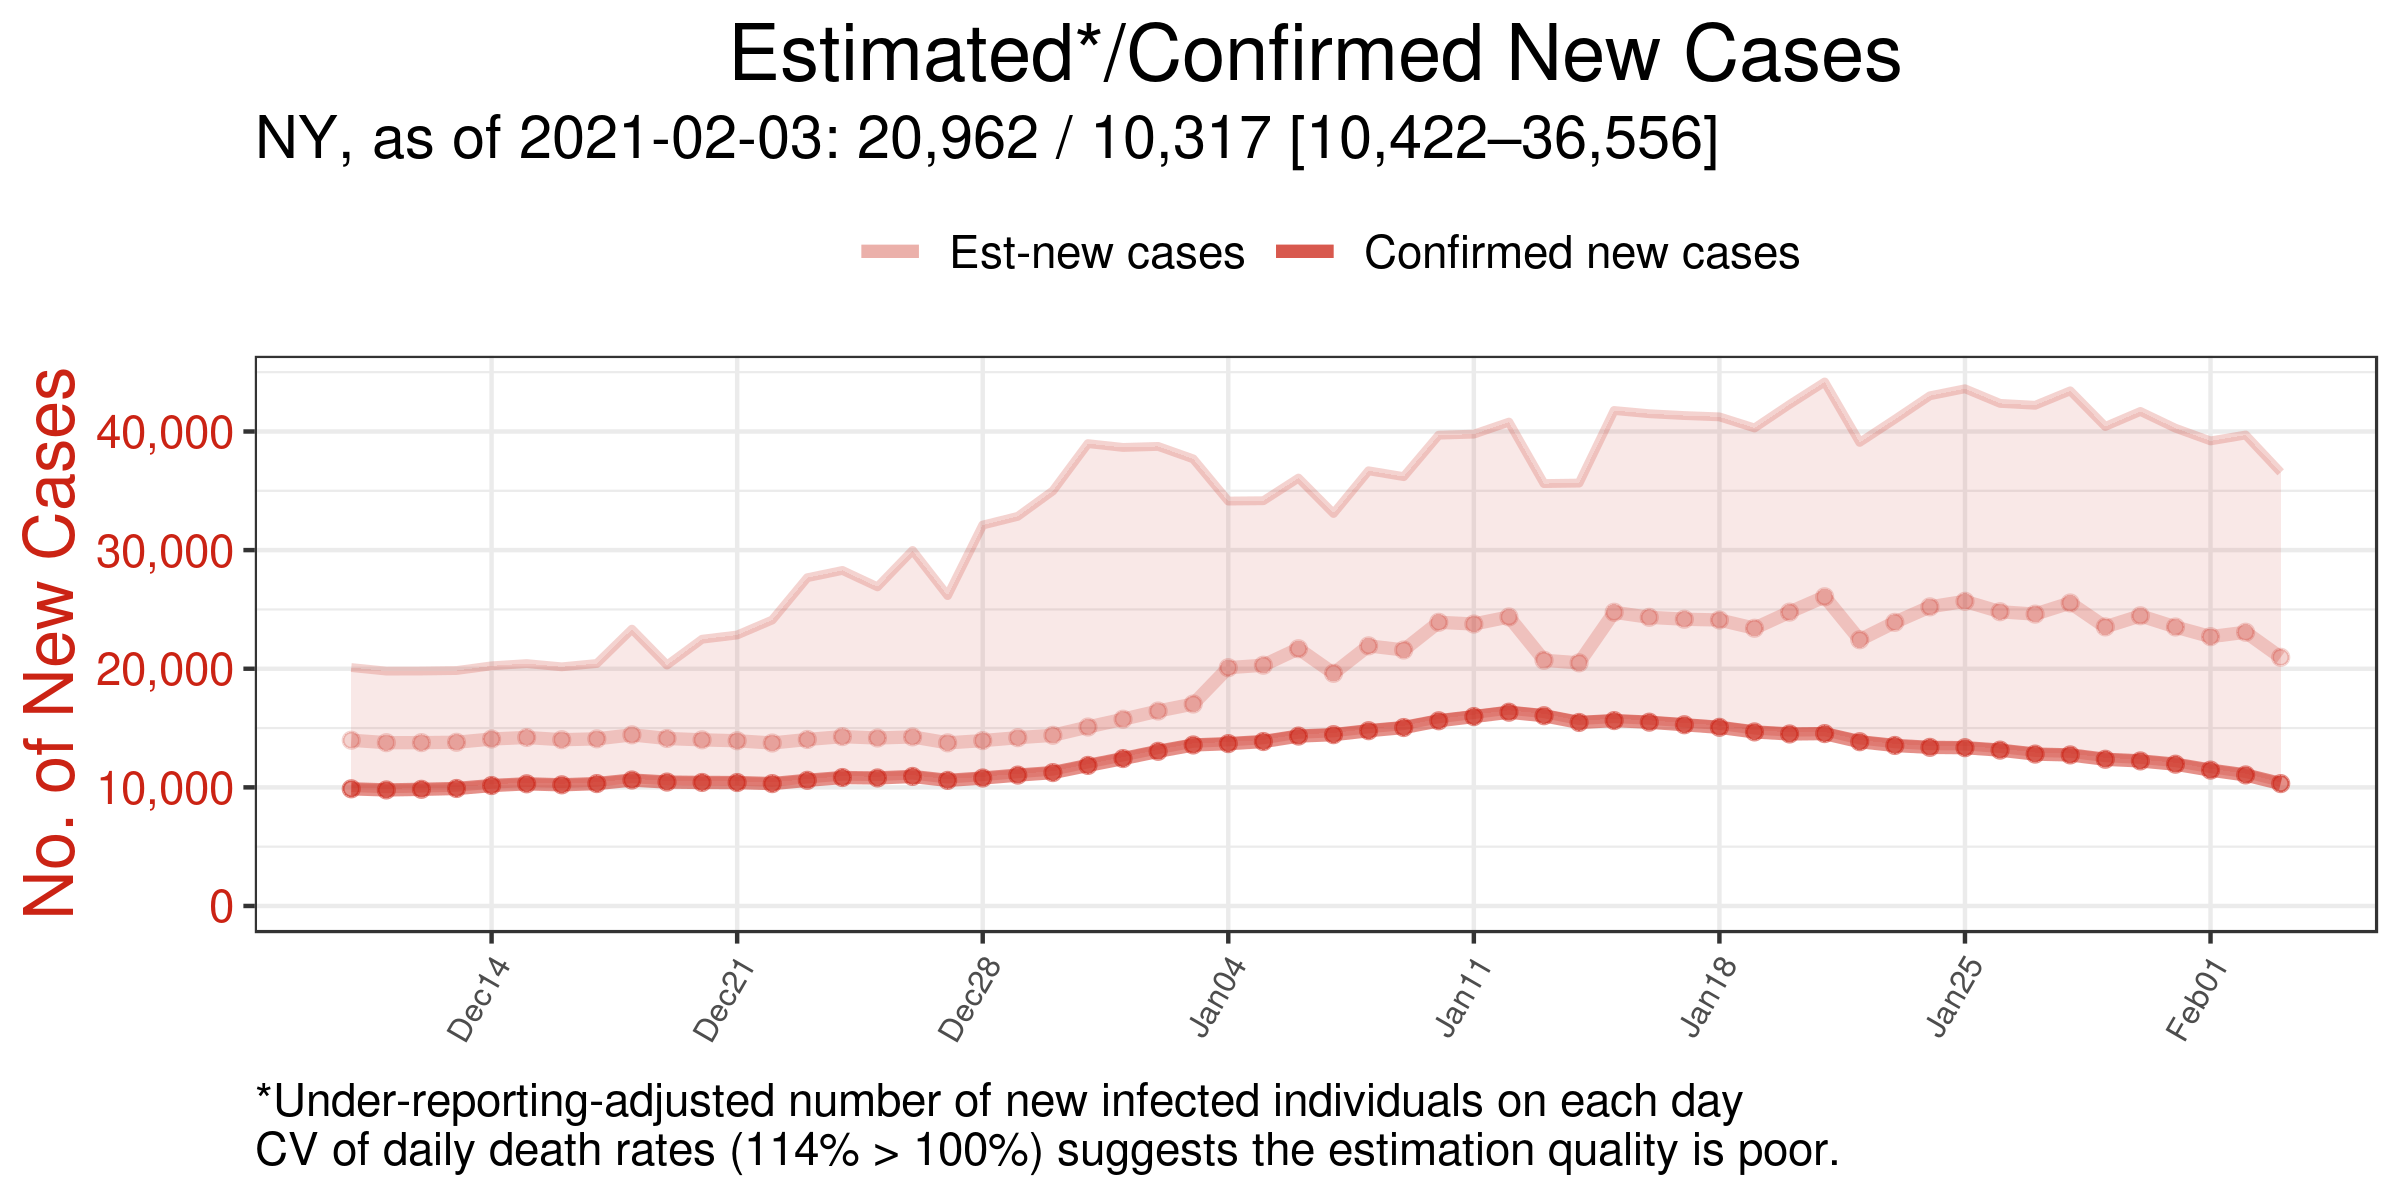 Estimated*/Confirmed New Cases
NY, as of 2021-02-03: 20,962 / 10,317 [10,422–36,556]
Est-new cases
Confirmed new cases
No. of New Cases
40,000
30,000
20,000
10,000
0
Dec14
Dec21
Dec28
Jan04
Jan11
Jan18
Jan25
Feb01
*Under-reporting-adjusted number of new infected individuals on each day
CV of daily death rates (114% > 100%) suggests the estimation quality is poor.